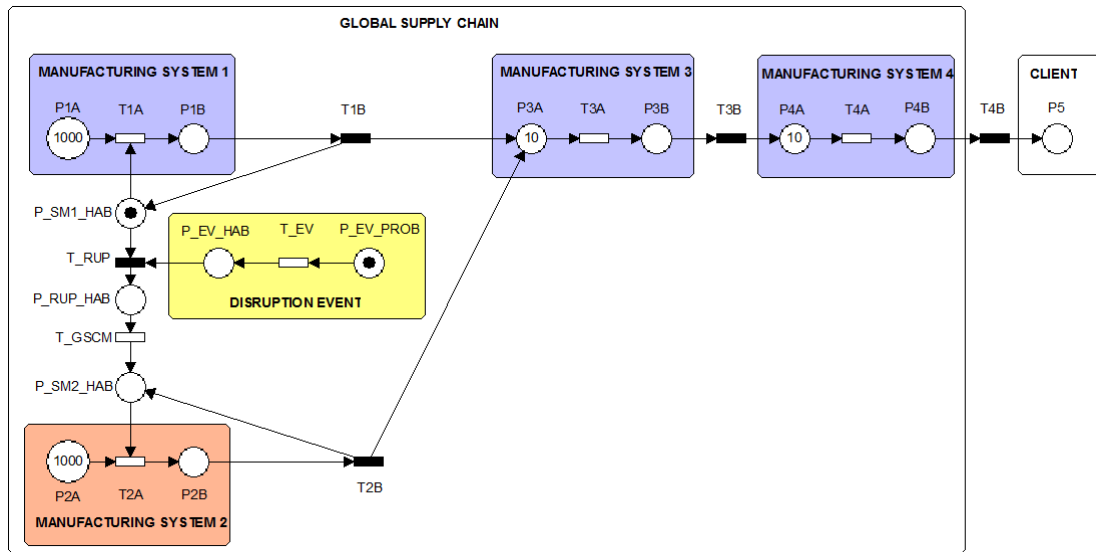 GLOBAL SUPPLY CHAIN
MANUFACTURING SYSTEM 1
P1A T1A P1B
1000
T1B
MANUFACTURING SYSTEM 3
P3A T3A P3B
10
T3B
MANUFACTURING SYSTEM 4
P4A T4A P4B
10
T4B
CLIENT
P5
P_SM1_HAB
T_RUP
P_RUP_HAB
T_GSCM
P_SM2_HAB
P_EV_HAB T_EV P_EV_PROB
DISRUPTION EVENT
1000
P2A T2A P2B
MANUFACTURING SYSTEM 2
T2B